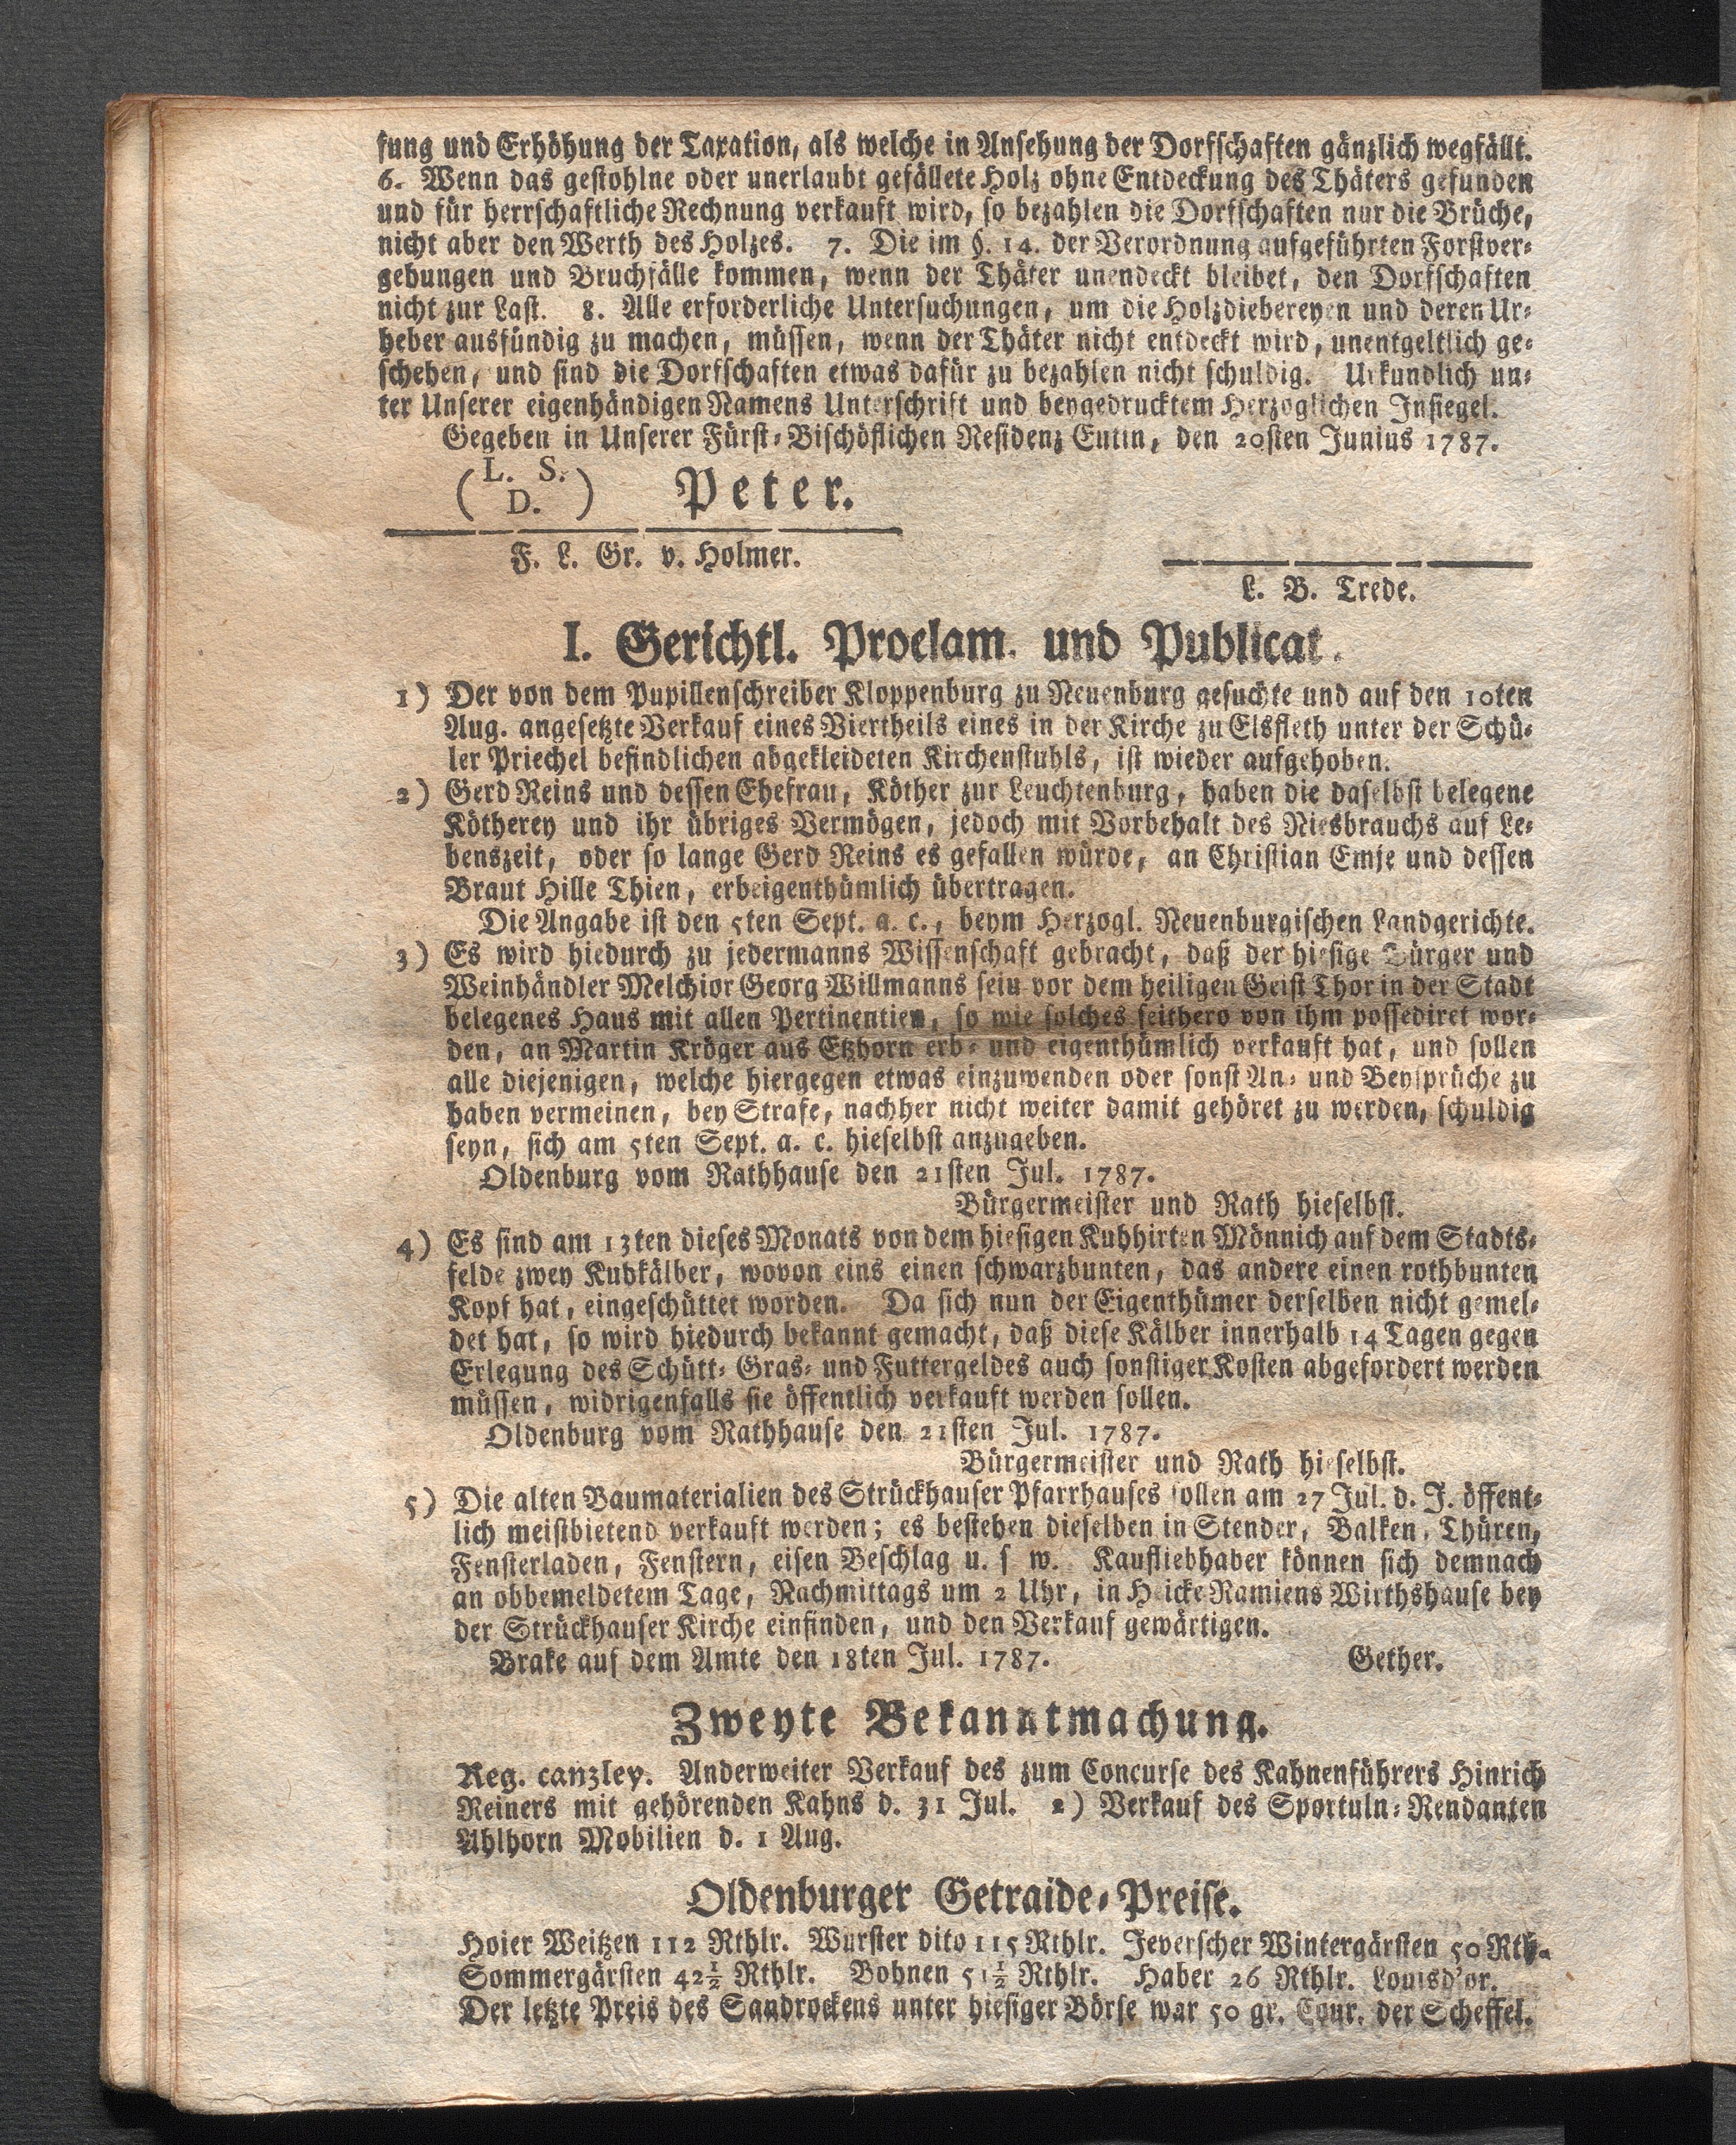 fung und Erhöhung der Taxation, als welche in Ansehung der Dorfschaften gänzlich wegfällt.
6. Wenn das gestohlne oder unerlaubt gefällete Holz ohne Entdeckung des Thäters gefunden
und für herrschaftliche Rechnung verkauft wird, so bezahlen die Dorfschaften nur die Brüche,
nicht aber den Werth des Holzes. 7. Die im §. 14. der Verordnung aufgeführten Forstver-
gehungen und Bruchfälle kommen, wenn der Thäter unendeckt bleibet, den Dorfschaften
nicht zur Last. 8. Alle erforderliche Untersuchungen, um die Holzdiebereyen und deren Ur-
heber ausfündig zu machen, müssen, wenn der Thäter nicht entdeckt wird, unentgeltlich ge-
schehen, und sind die Dorfschaften etwas dafür zu bezahlen nicht schuldig. Urkundlich un-
ter Unserer eigenhändigen Namens Unterschrift und beygedrucktem Herzoglichen Insiegel.
Gegeben in Unserer Fürst-Bischöflichen Residenz Eutin, den 20sten Junius 1787.
(L. S. D.) Peter.
F. L. Gr. v. Holmer.
L. B. Trede.
I. Gerichtl. Proelam. und Publicat.
1) Der von dem Pupillenschreiber Kloppenburg zu Neuenburg gesuchte und auf den 10ten
Aug. angesetzte Verkauf eines Viertheils eines in der Kirche zu Elsfleth unter der Schü-
ler Priechel befindlichen abgekleideten Kirchenstuhls, ist wieder aufgehoben.
2) Gerd Reins und dessen Ehefrau, Köther zur Leuchtenburg, haben die daselbst belegene
Kötherey und ihr übriges Vermögen, jedoch mit Vorbehalt des Niesbrauchs auf Le-
benszeit, oder so lange Gerd Reins es gefallen würde, an Christian Emje und dessen
Braut Hille Thien, erbeigenthümlich übertragen.
Die Angabe ist den 5ten Sept. a. c., beym Herzogl. Neuenburgischen Landgerichte.
3) Es wird hiedurch zu jedermanns Wissenschaft gebracht, daß der hiesige Bürger und
Weinhändler Melchior Georg Willmanns sein vor dem heiligen Geist Thor in der Stadt
belegenes Haus mit allen Pertinentien, so wie solches seithero von ihm possediret wor-
den, an Martin Kröger aus Etzhorn erb- und eigenthümlich verkauft hat, und sollen
alle diejenigen, welche hiergegen etwas einzuwenden oder sonst An- und Beysprüche zu
haben vermeinen, bey Strafe, nachher nicht weiter damit gehöret zu werden, schuldig
seyn, sich am 5ten Sept. a. c. hieselbst anzugeben.
Oldenburg vom Rathhause den 21sten Jul. 1787.
Bürgermeister und Rath hieselbst.
4) Es sind am 13ten dieses Monats von dem hiesigen Kuhhirten Mönnich auf dem Stadts-
felde zwey Kuhkälber, wovon eins einen schwarzbunten, das andere einen rothbunten
Kopf hat, eingeschüttet worden. Da sich nun der Eigenthümer derselben nicht gemel-
det hat, so wird hiedurch bekannt gemacht, daß diese Kälber innerhalb 14 Tagen gegen
Erlegung des Schütt- Gras- und Futtergeldes auch sonstiger Kosten abgefordert werden
müssen, widrigenfalls sie öffentlich verkauft werden sollen.
Oldenburg vom Rathhause den 21sten Jul. 1787.
Bürgermeister und Rath hieselbst.
5) Die alten Baumaterialien des Strückhauser Pfarrhauses sollen am 27 Jul. d. J. öffent-
lich meistbietend verkauft werden; es bestehen dieselben in Stender, Balken, Thüren,
Fensterladen, Fenstern, eisen Beschlag u. s w. Kaufliebhaber können sich demnach
an obbemeldetem Tage, Nachmittags um 2 Uhr, in Heicke Ramiens Wirthshause bey
der Strückhauser Kirche einfinden, und den Verkauf gewärtigen.
Brake auf dem Amte den 18ten Jul. 1787. Gether.
Zweyte Bekanntmachung.
Reg. canzley. Anderweiter Verkauf des zum Concurse des Kahnenführers Hinrich
Reiners mit gehörenden Kahns d. 31 Jul. 2) Verkauf des Sportuln-Rendanten
Ahlhorn Mobilien d. 1 Aug.
Oldenburger Getraide-Preise.
Hoier Weitzen 112 Rthlr. Wurster dito 115 Rthlr. Jeverscher Wintergärsten 50 Rth.
Sommergärsten 42½ Rthlr. Bohnen 51½ Rthlr. Haber 26 Rthlr. Louisd'or.
Der letzte Preis des Sandrockens unter hiesiger Börse war 50 gr. Cour. der Scheffel.